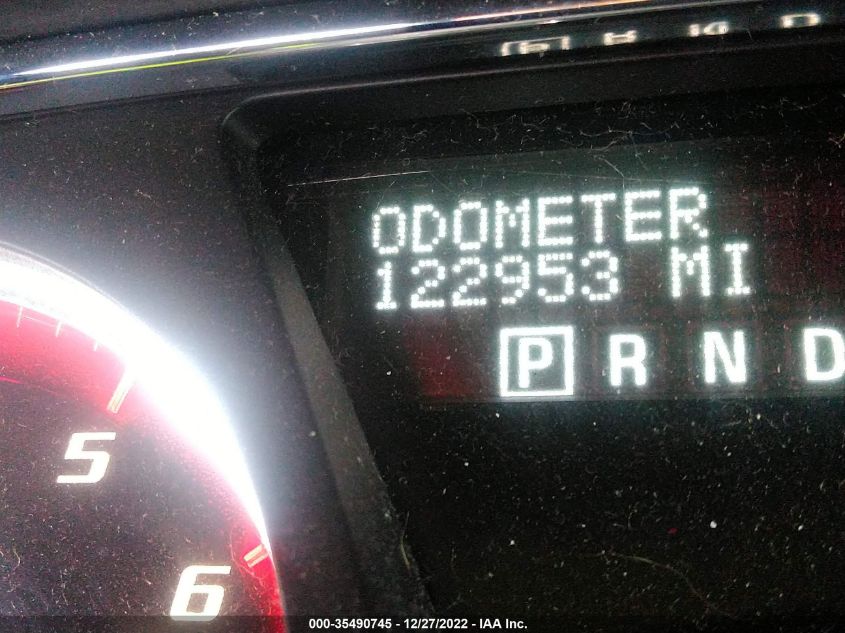 ODOMETER
122953 MI
P R N D
5
6
000-35490745 - 12/27/2022 - IAA Inc.